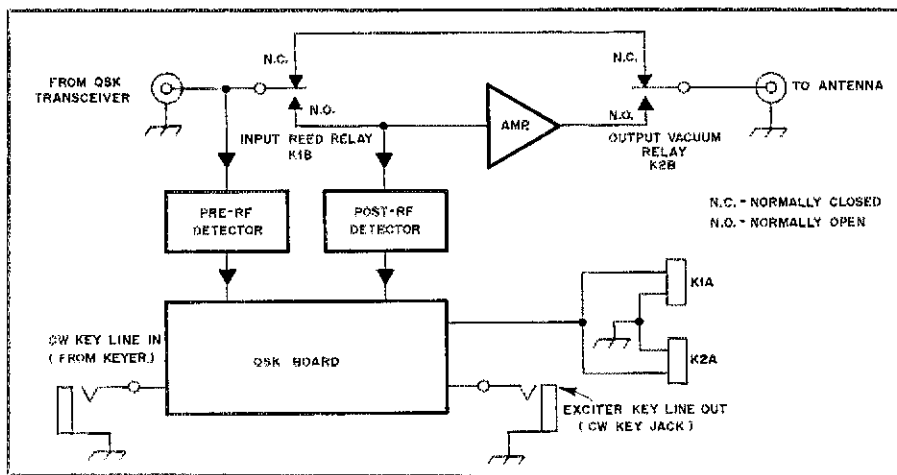 N.C.
N.C.
FROM QSK
TRANSCEIVER
TO ANTENNA
N.O.
N.O.
AMP.
INPUT REED RELAY
K1B
OUTPUT VACUUM
RELAY
K2B
N.C.-NORMALLY CLOSED
N.O.-NORMALLY OPEN
PRE-RF
DETECTOR
POST-RF
DETECTOR
K1A
CW KEY LINE IN
(FROM KEYER)
QSK BOARD
K2A
EXCITER KEY LINE OUT
(CW KEY JACK)